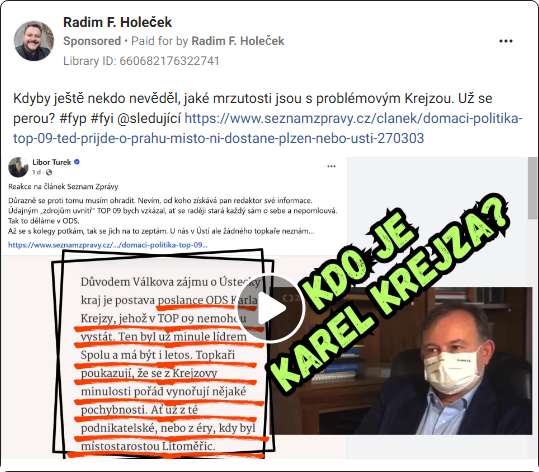 Radim F. Holeček
Sponsored • Paid for by Radim F. Holeček
Library ID: 660682176322741
Kdyby ještě nekdo nevěděl, jaké mrzutosti jsou s problémovým Krejzou. Už se
perou? #fyp #fyi @sledující https://www.seznamzpravy.cz/clanek/domaci-politika-
top-09-ted-prijde-o-prahu-misto-ni-dostane-plzen-nebo-usti-270303
Libor Turek
1 d
Reakce na článek Seznam Zprávy
Důrazně se proti tomu musím ohradit. Nevím, od koho získává pan redaktor své informace.
Údajným „zdrojům uvnitř“ TOP 09 bych vzkázal, ať se raději stará každý sám o sebe a nepomlouvá.
Tak to děláme v ODS.
Až se s kolegy potkám, tak se jich na to zeptám. U nás v Ústí ale žádného topkaře neznám...
https://www.seznamzpravy.cz/.../domaci-politika-top-09...
Důvodem Válkova zájmu o Ústecký
kraj je postava poslance ODS Karla
Krejzy, jehož v TOP 09 nemohou
vystát. Ten byl už minule lídrem
Spolu a má být i letos. Topkaři
poukazují, že se z Krejzovy
minulosti pořád vynořují nějaké
pochybnosti. Ať už z té
podnikatelské, nebo z éry, kdy byl
místostarostou Litoměřic.
KDO JE
KAREL KREJZA?